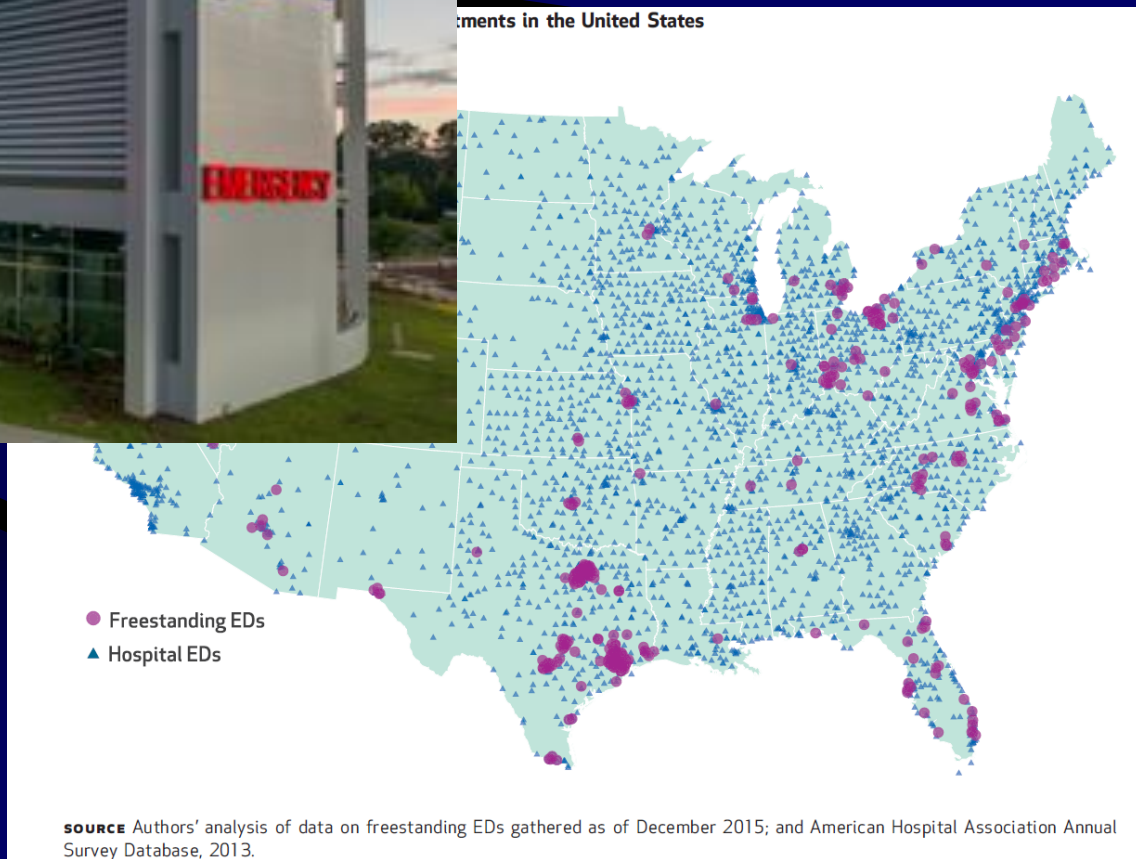 tments in the United States
EMERGENCY
Freestanding EDs
Hospital EDs
SOURCE Authors' analysis of data on freestanding EDs gathered as of December 2015; and American Hospital Association Annual
Survey Database, 2013.